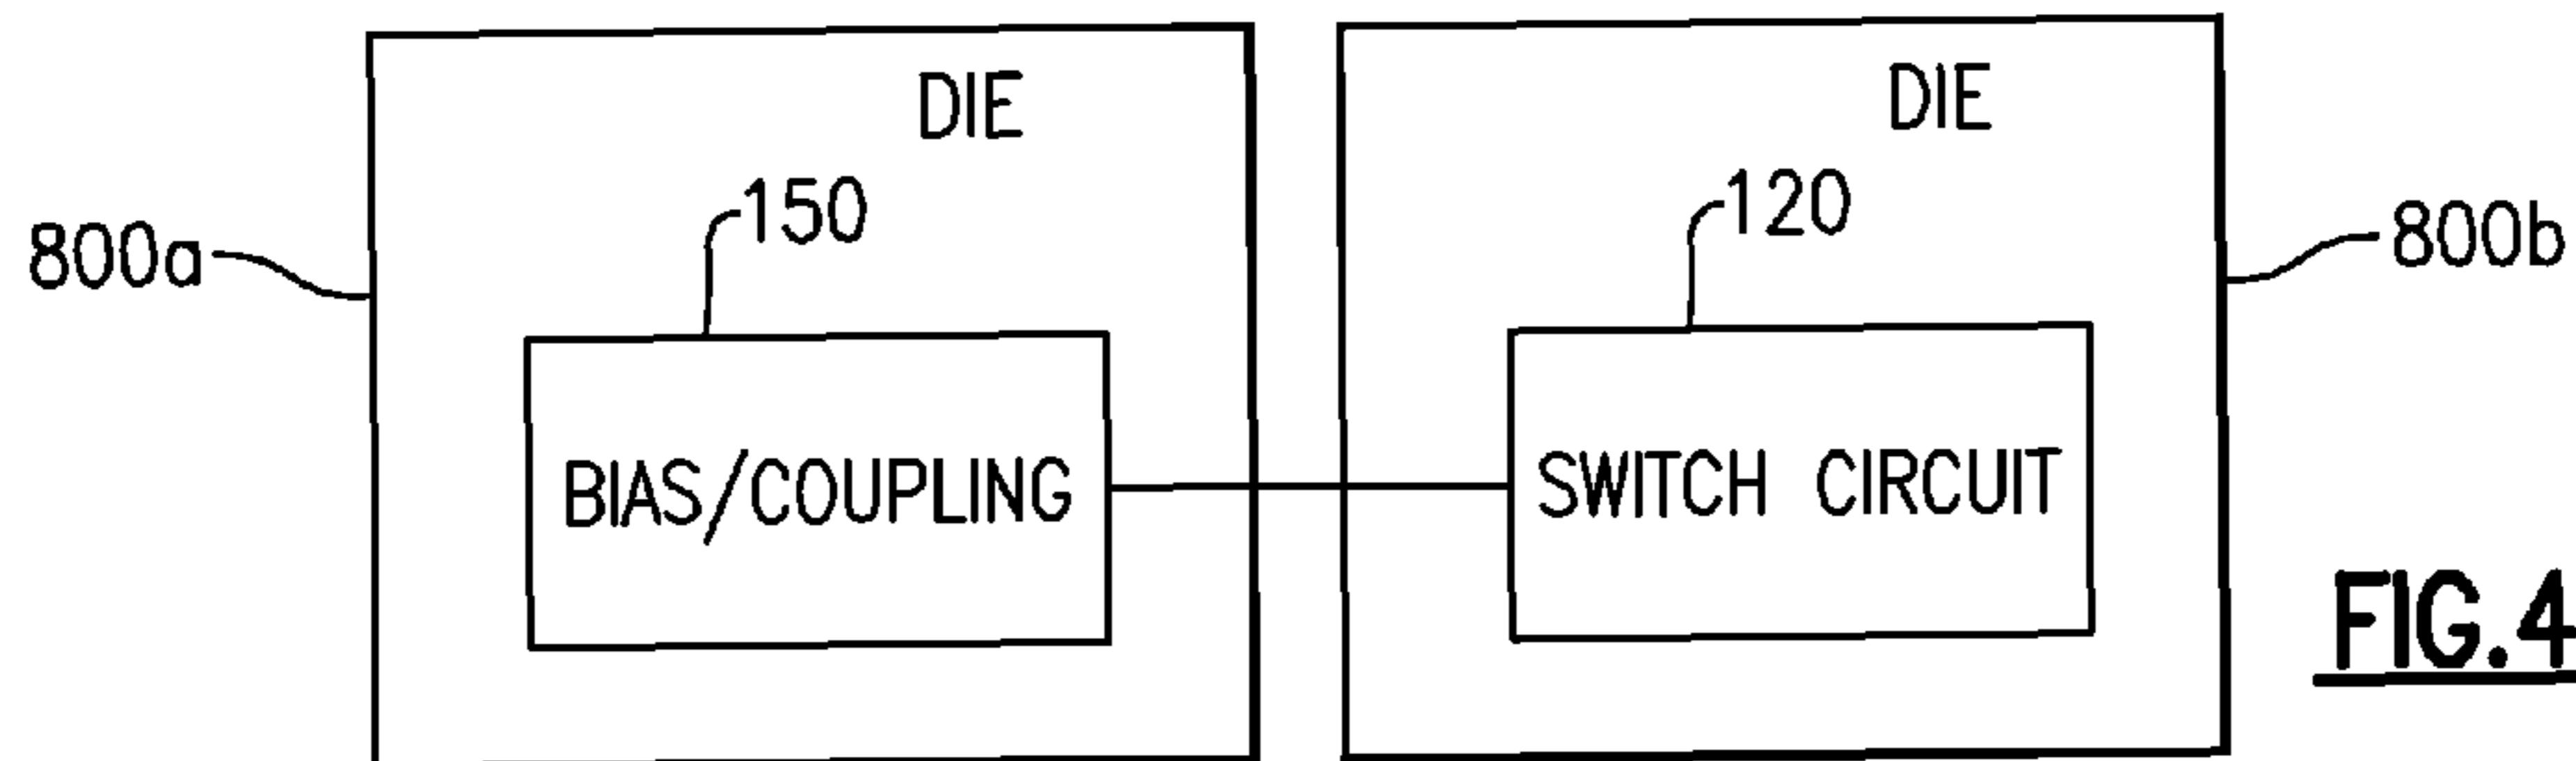 DIE
DIE
150
120
800a
800b
BIAS/COUPLING
SWITCH CIRCUIT
FIG.4